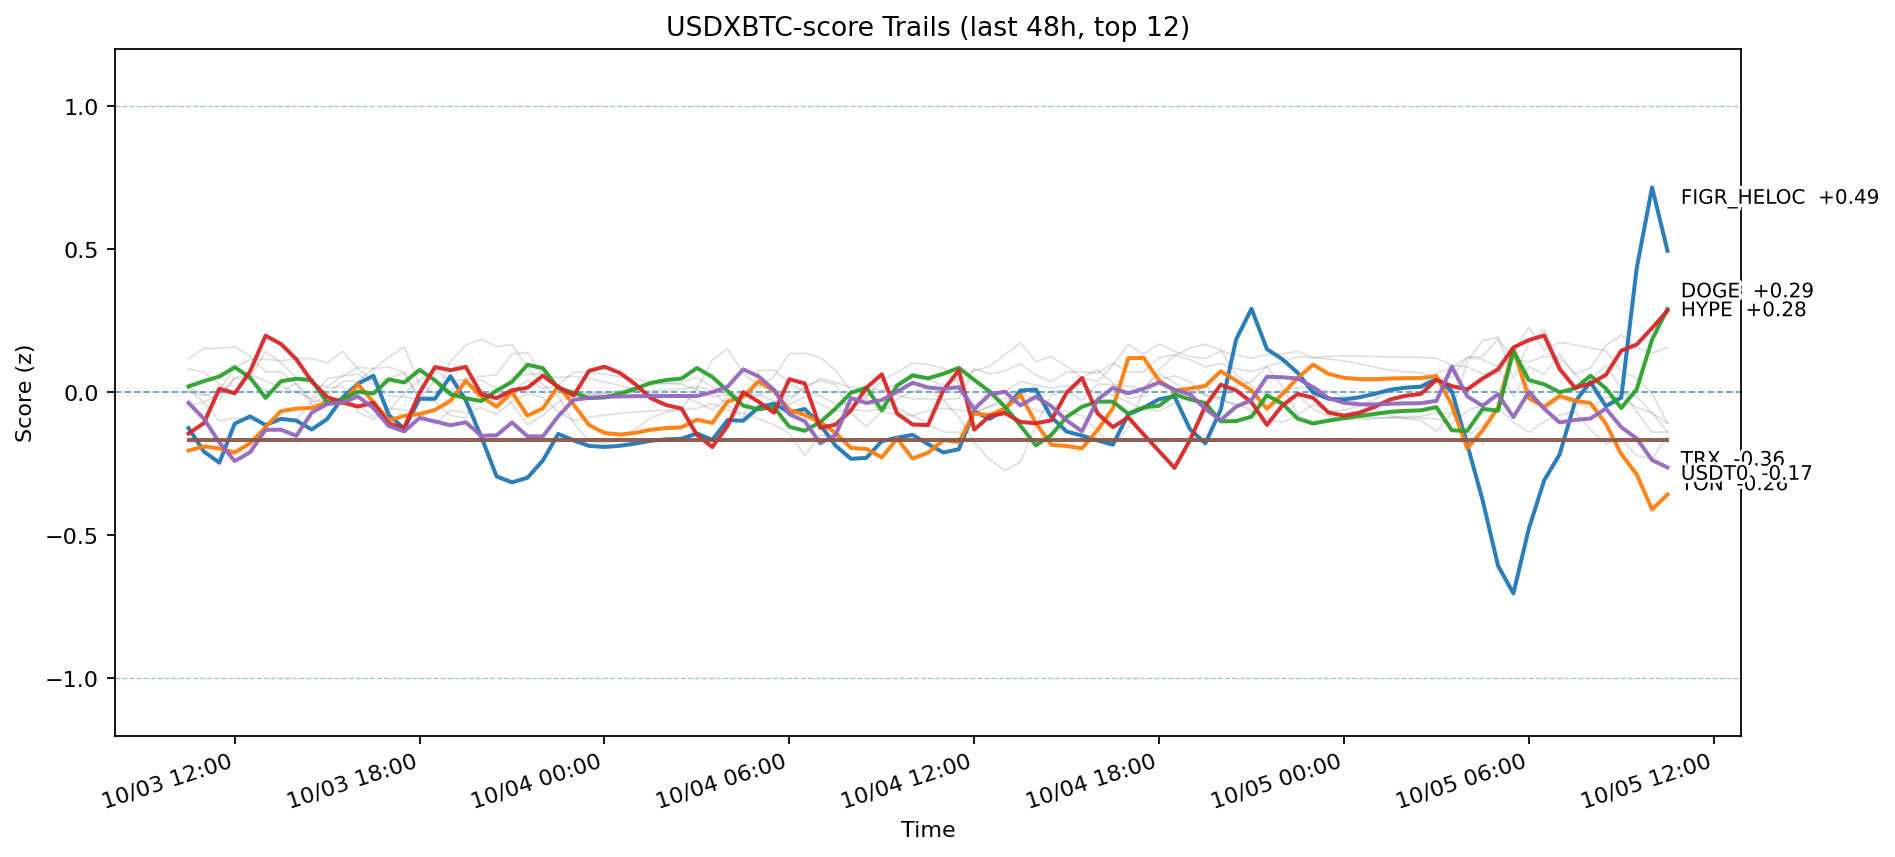 USDXBTC-score Trails (last 48h, top 12)
Score (z)
1.0
0.5
0.0
−0.5
−1.0
FIGR_HELOC +0.49
DOGE +0.29
HYPE +0.28
TRX -0.36
USDT0 -0.17
TON -0.26
10/03 12:00
10/03 18:00
10/04 00:00
10/04 06:00
10/04 12:00
10/04 18:00
10/05 00:00
10/05 06:00
10/05 12:00
Time